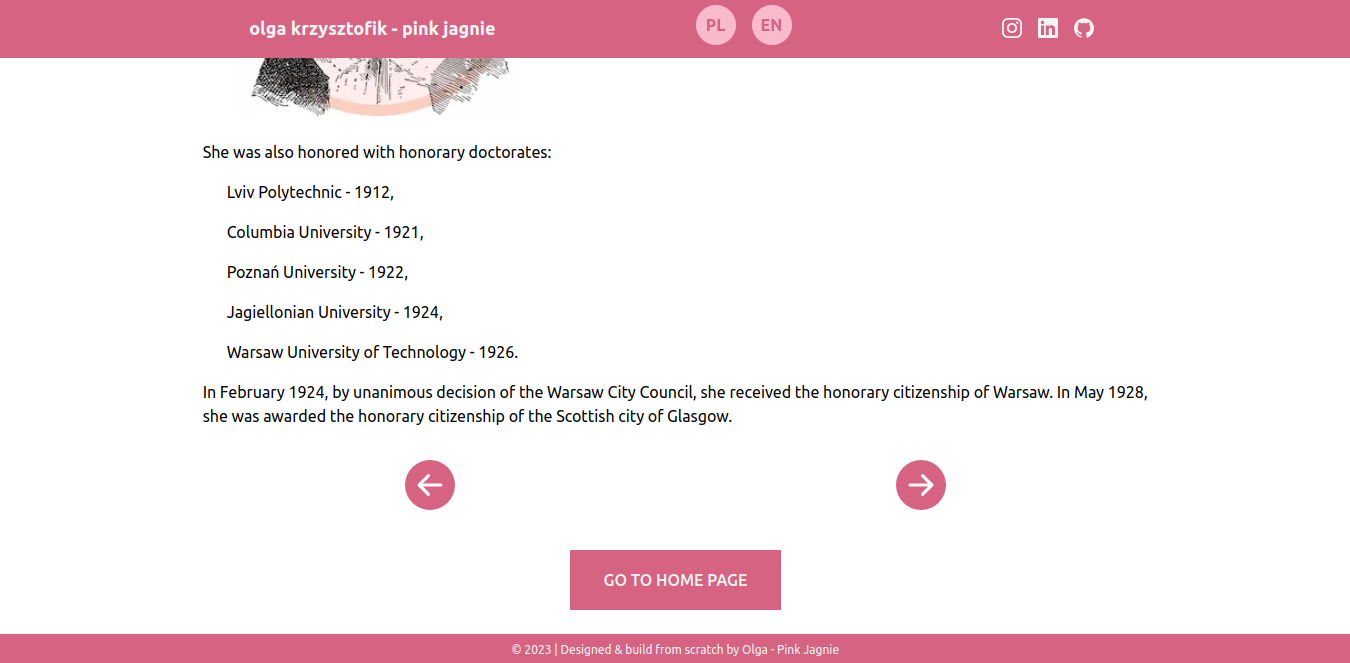 olga krzysztofik - pink jagnie
PL
EN
She was also honored with honorary doctorates:
Lviv Polytechnic - 1912,
Columbia University - 1921,
Poznań University - 1922,
Jagiellonian University - 1924,
Warsaw University of Technology - 1926.
In February 1924, by unanimous decision of the Warsaw City Council, she received the honorary citizenship of Warsaw. In May 1928,
she was awarded the honorary citizenship of the Scottish city of Glasgow.
GO TO HOME PAGE
© 2023 | Designed & build from scratch by Olga - Pink Jagnie